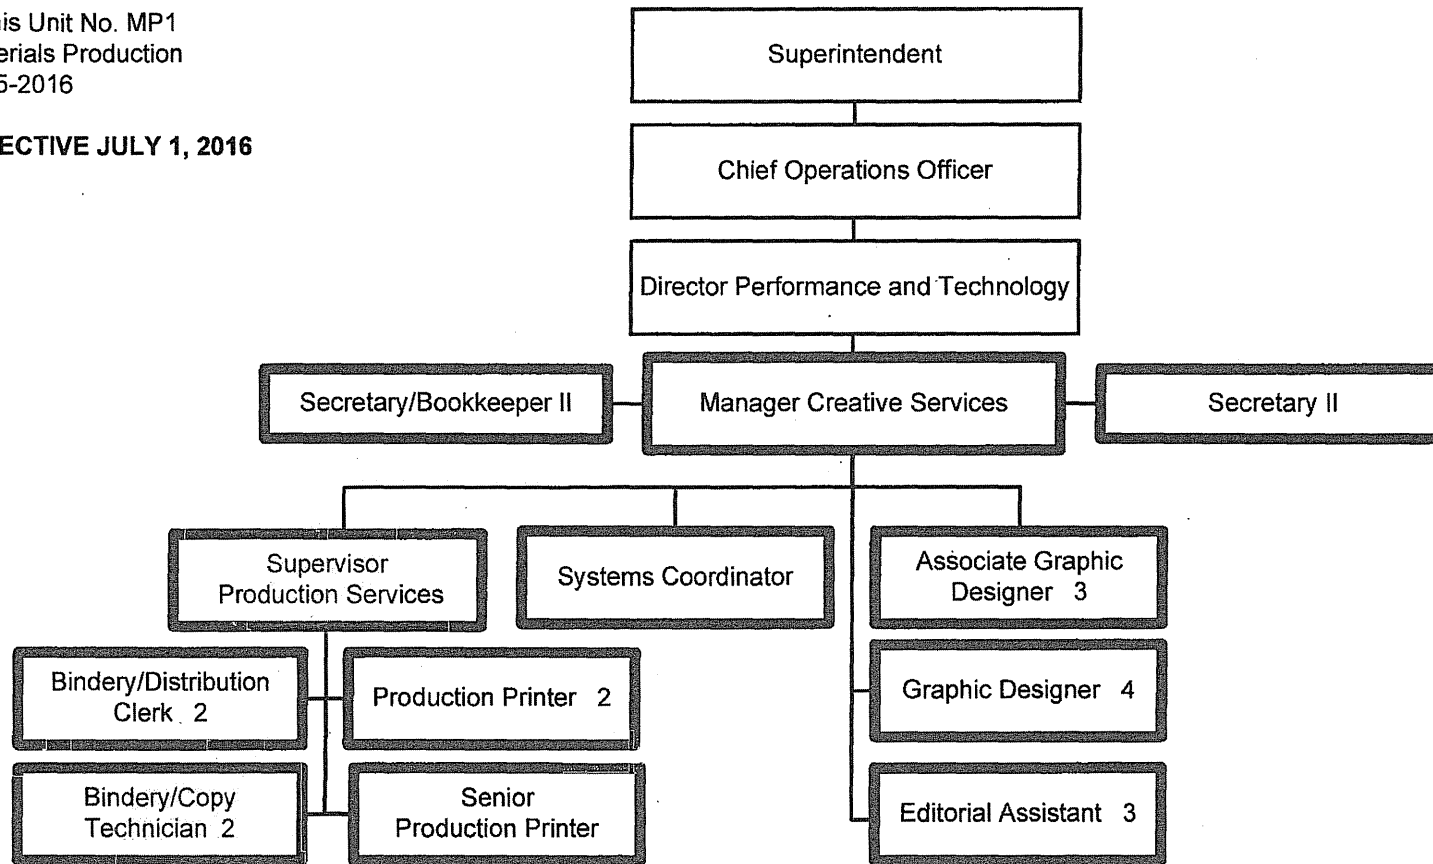 is Unit No. MP1
erials Production
5-2016
ECTIVE JULY 1, 2016
Superintendent
Chief Operations Officer
Director Performance and Technology
Secretary/Bookkeeper II
Manager Creative Services
Secretary II
Supervisor
Production Services
Systems Coordinator
Associate Graphic
Designer 3
Bindery/Distribution
Clerk 2
Production Printer 2
Graphic Designer 4
Bindery/Copy
Technician 2
Senior
Production Printer
Editorial Assistant 3